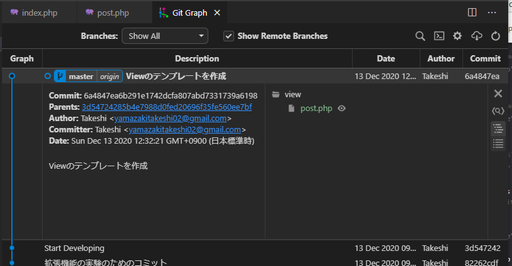 index.php
post.php
Git Graph
Branches: Show All
Show Remote Branches
Graph Description Date Author Commit
master origin Viewのテンプレートを作成 13 Dec 2020 12... Takeshi 6a4847ea
Commit: 6a4847ea6b291e1742dcfa807abd7331739a6198
Parents: 3d54724285b4e7988d0fed20696f35fe560ee7bf
Author: Takeshi <yamazakitakeshi02@gmail.com>
Committer: Takeshi <yamazakitakeshi02@gmail.com>
Date: Sun Dec 13 2020 12:32:21 GMT+0900 (日本標準時)
Viewのテンプレートを作成
view
post.php
Start Developing 13 Dec 2020 09... Takeshi 3d547242
拡張機能の実験のためのコミット 13 Dec 2020 09... Takeshi 82262cdf